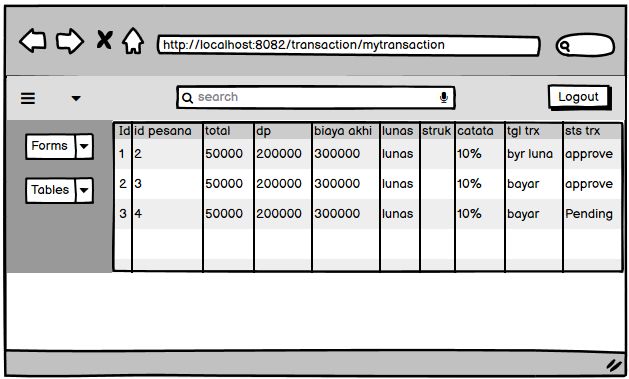 http://localhost:8082/transaction/mytransaction
search
Logout
Forms
Tables
Id id pesana total dp biaya akhi lunas struk catata tgl trx sts trx
1 2 50000 200000 300000 lunas 10% byr luna approve
2 3 50000 200000 300000 lunas 10% bayar approve
3 4 50000 200000 300000 lunas 10% bayar Pending